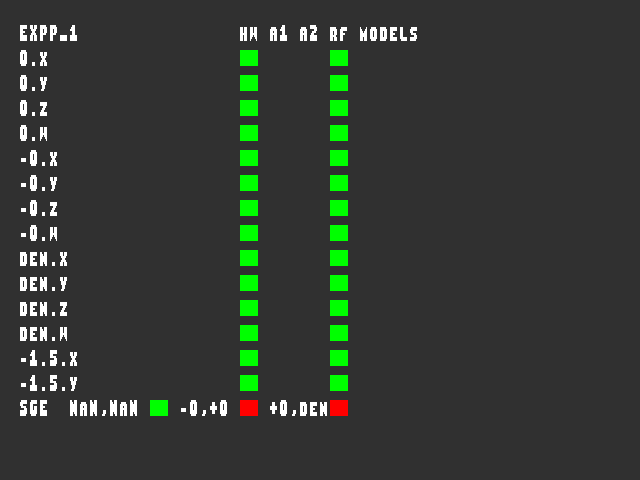 EXPP_1 HW A1 A2 RF MODELS
0.X
0.Y
0.Z
0.W
-0.X
-0.Y
-0.Z
-0.W
DEN.X
DEN.Y
DEN.Z
DEN.W
-1.5.X
-1.5.Y
SGE NAN,NAN -0,+0 +0,DEN